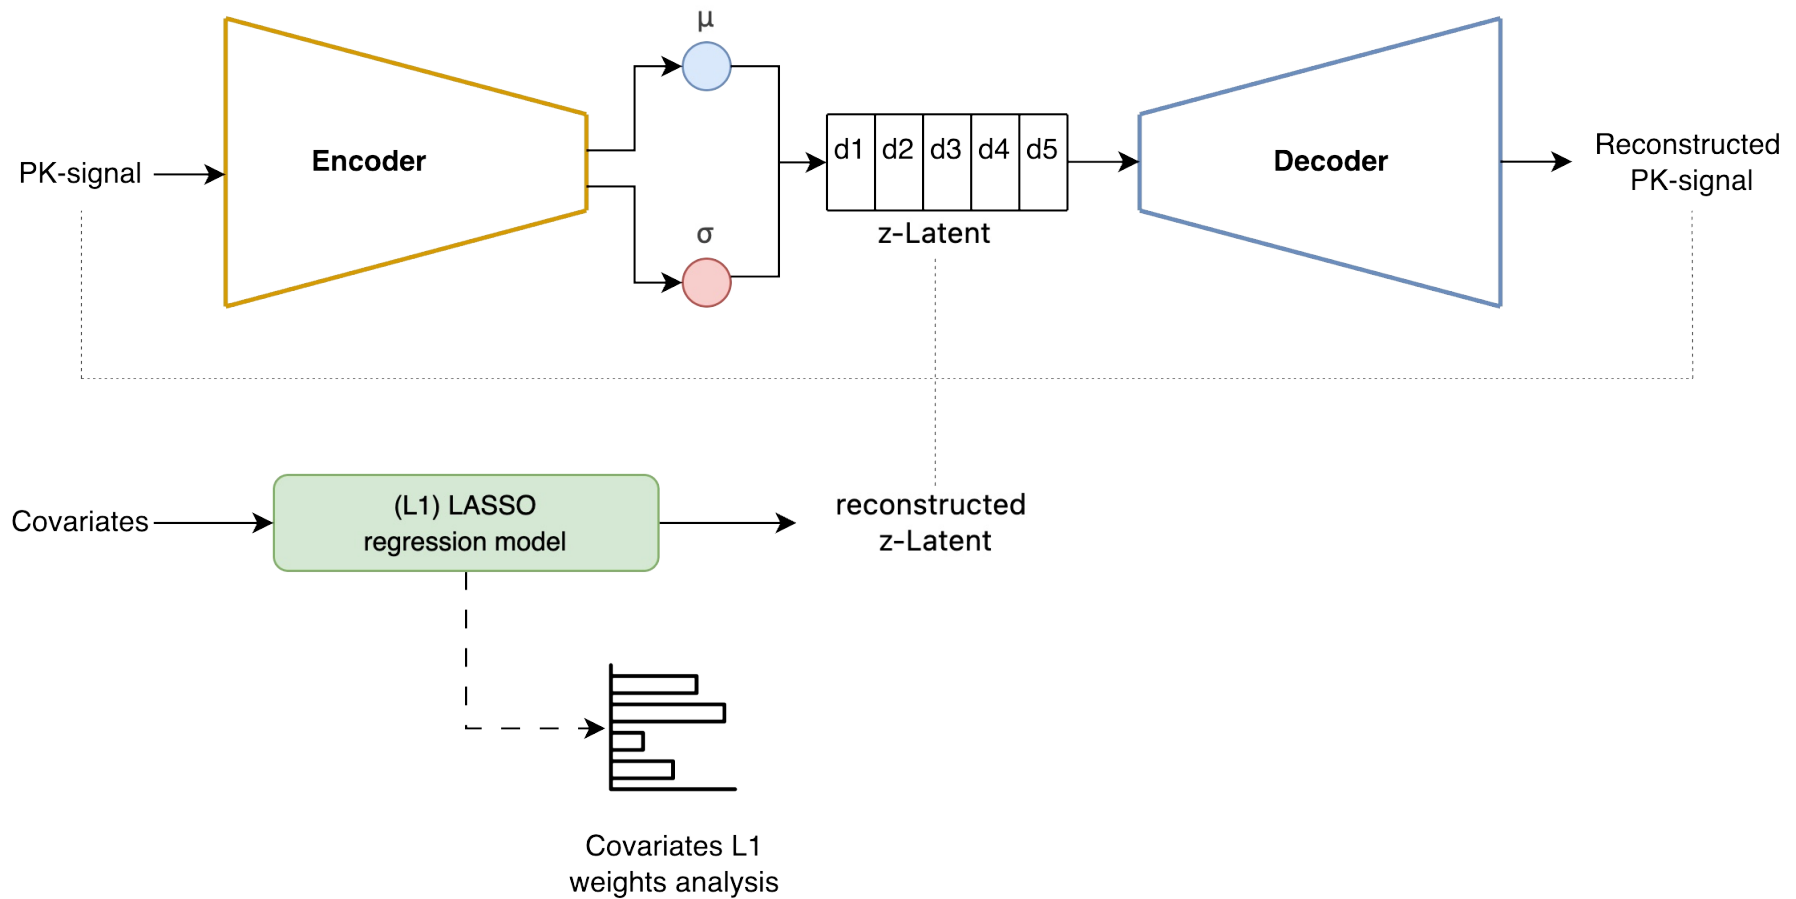 μ
PK-signal
Encoder
d1 d2 d3 d4 d5
Decoder
Reconstructed
PK-signal
σ
z-Latent
Covariates
(L1) LASSO
regression model
reconstructed
z-Latent
Covariates L1
weights analysis